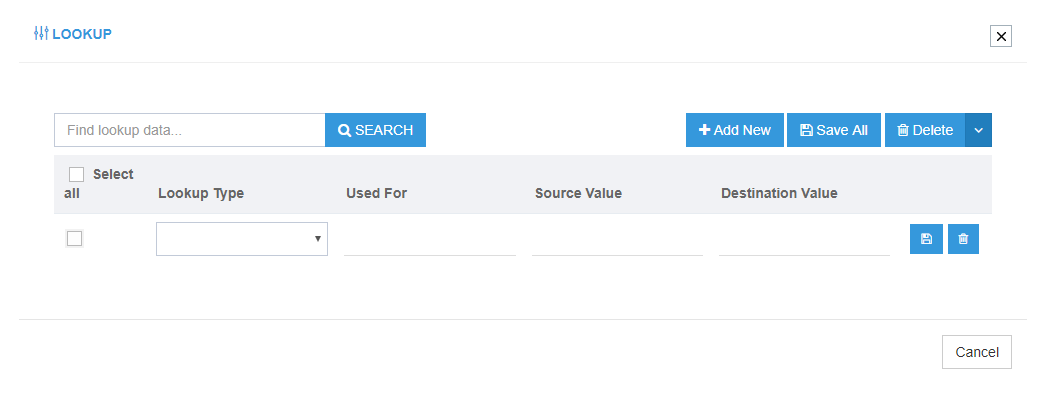 LOOKUP
Find lookup data...
SEARCH
Add New
Save All
Delete
Select
all
Lookup Type
Used For
Source Value
Destination Value
Cancel